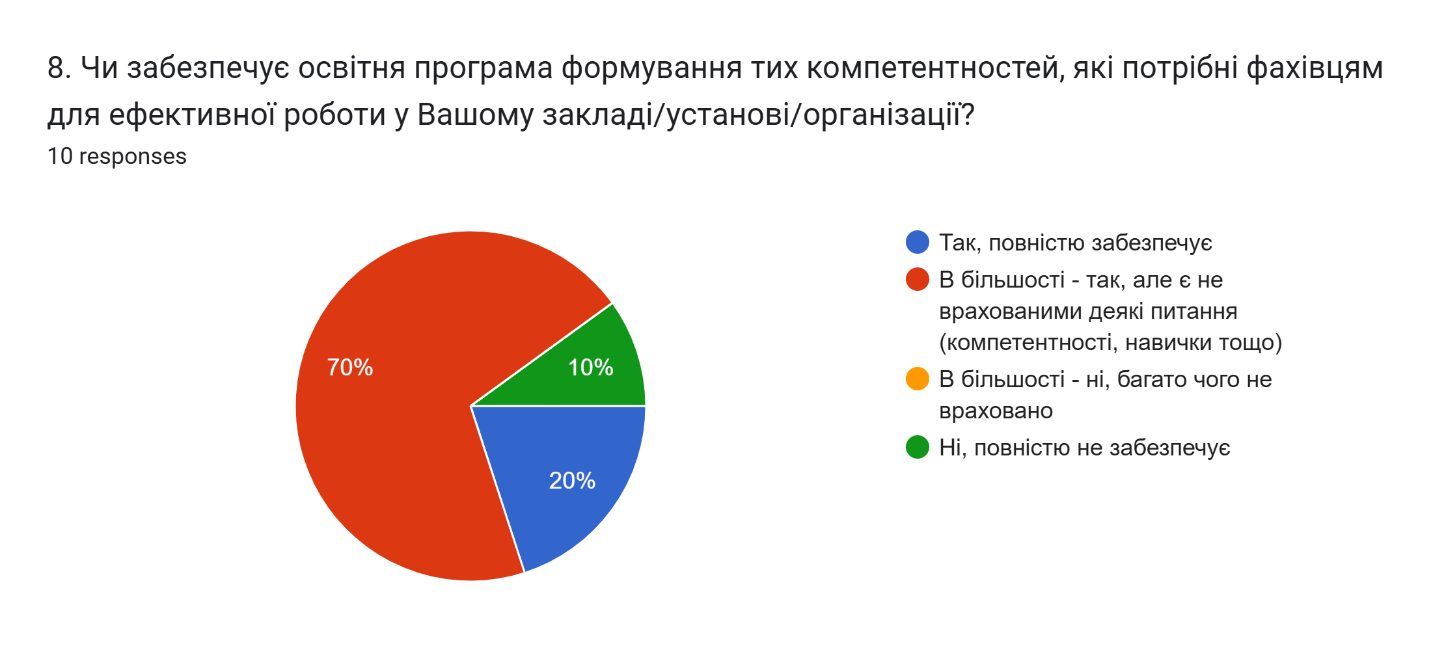 8. Чи забезпечує освітня програма формування тих компетентностей, які потрібні фахівцям
для ефективної роботи у Вашому закладі/установі/організації?
10 responses
70%
10%
20%
Так, повністю забезпечує
В більшості - так, але є не
врахованими деякі питання
(компетентності, навички тощо)
В більшості - ні, багато чого не
враховано
Ні, повністю не забезпечує